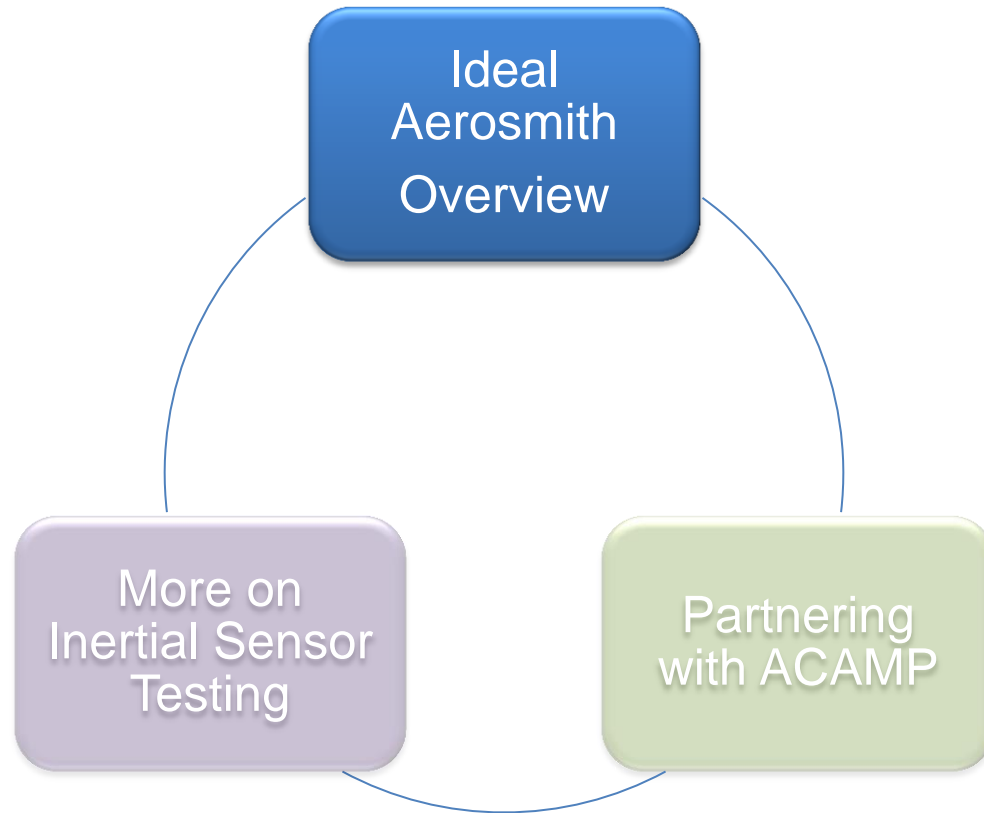 Ideal
Aerosmith
Overview
More on
Inertial Sensor
Testing
Partnering
with ACAMP